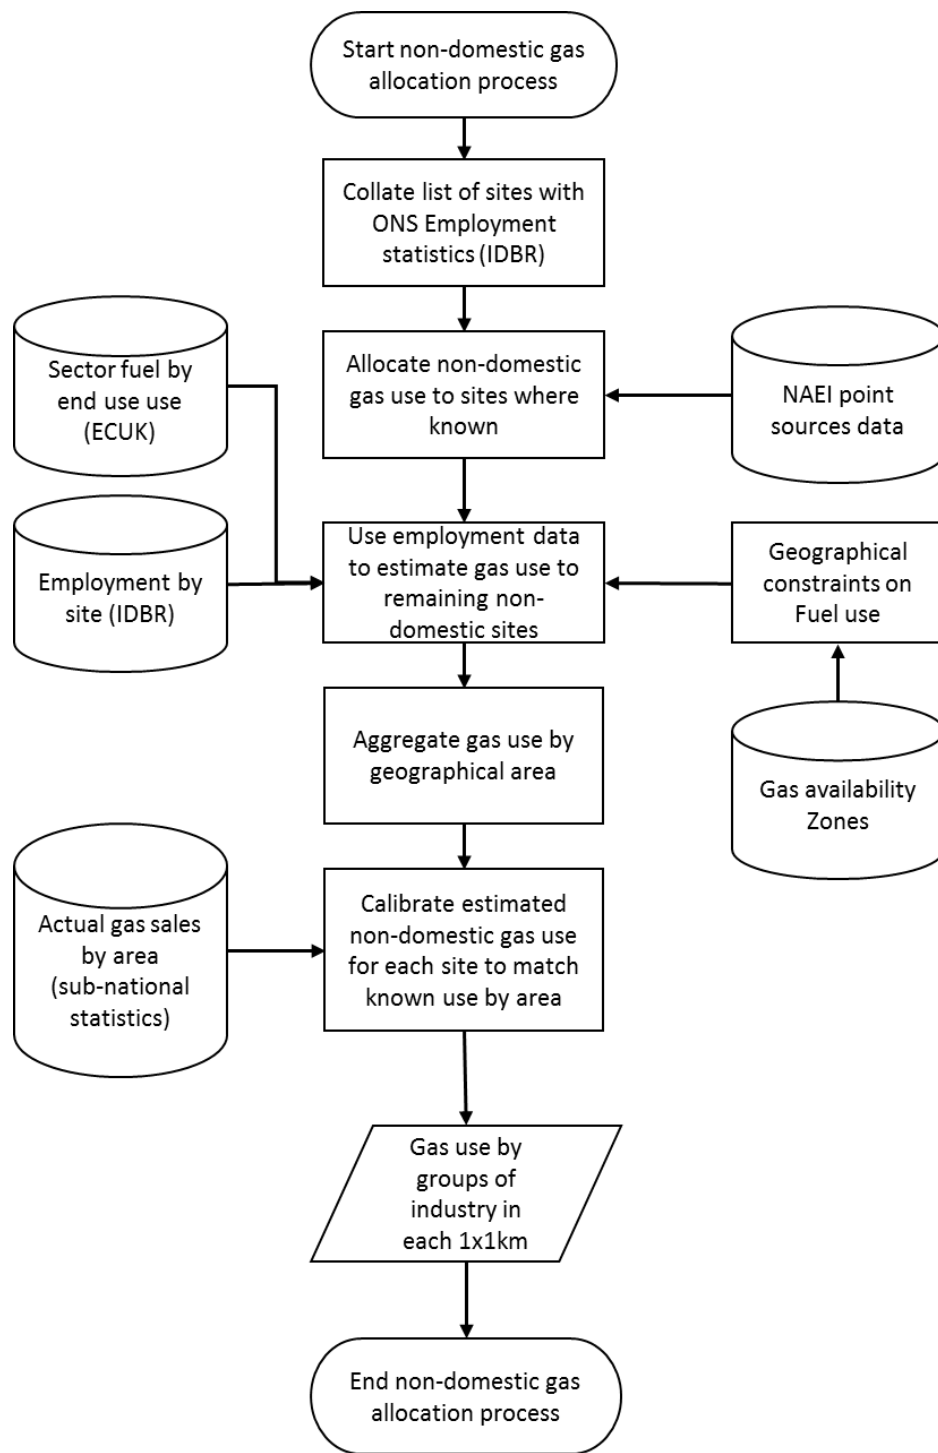 Start non-domestic gas
allocation process
Collate list of sites with
ONS Employment
statistics (IDBR)
Sector fuel by
end use use
(ECUK)
Allocate non-domestic
gas use to sites where
known
NAEI point
sources data
Employment by
site (IDBR)
Use employment data
to estimate gas use to
remaining non-
domestic sites
Geographical
constraints on
Fuel use
Aggregate gas use by
geographical area
Gas availability
Zones
Actual gas sales
by area
(sub-national
statistics)
Calibrate estimated
non-domestic gas use
for each site to match
known use by area
Gas use by
groups of
industry in
each 1x1km
End non-domestic gas
allocation process